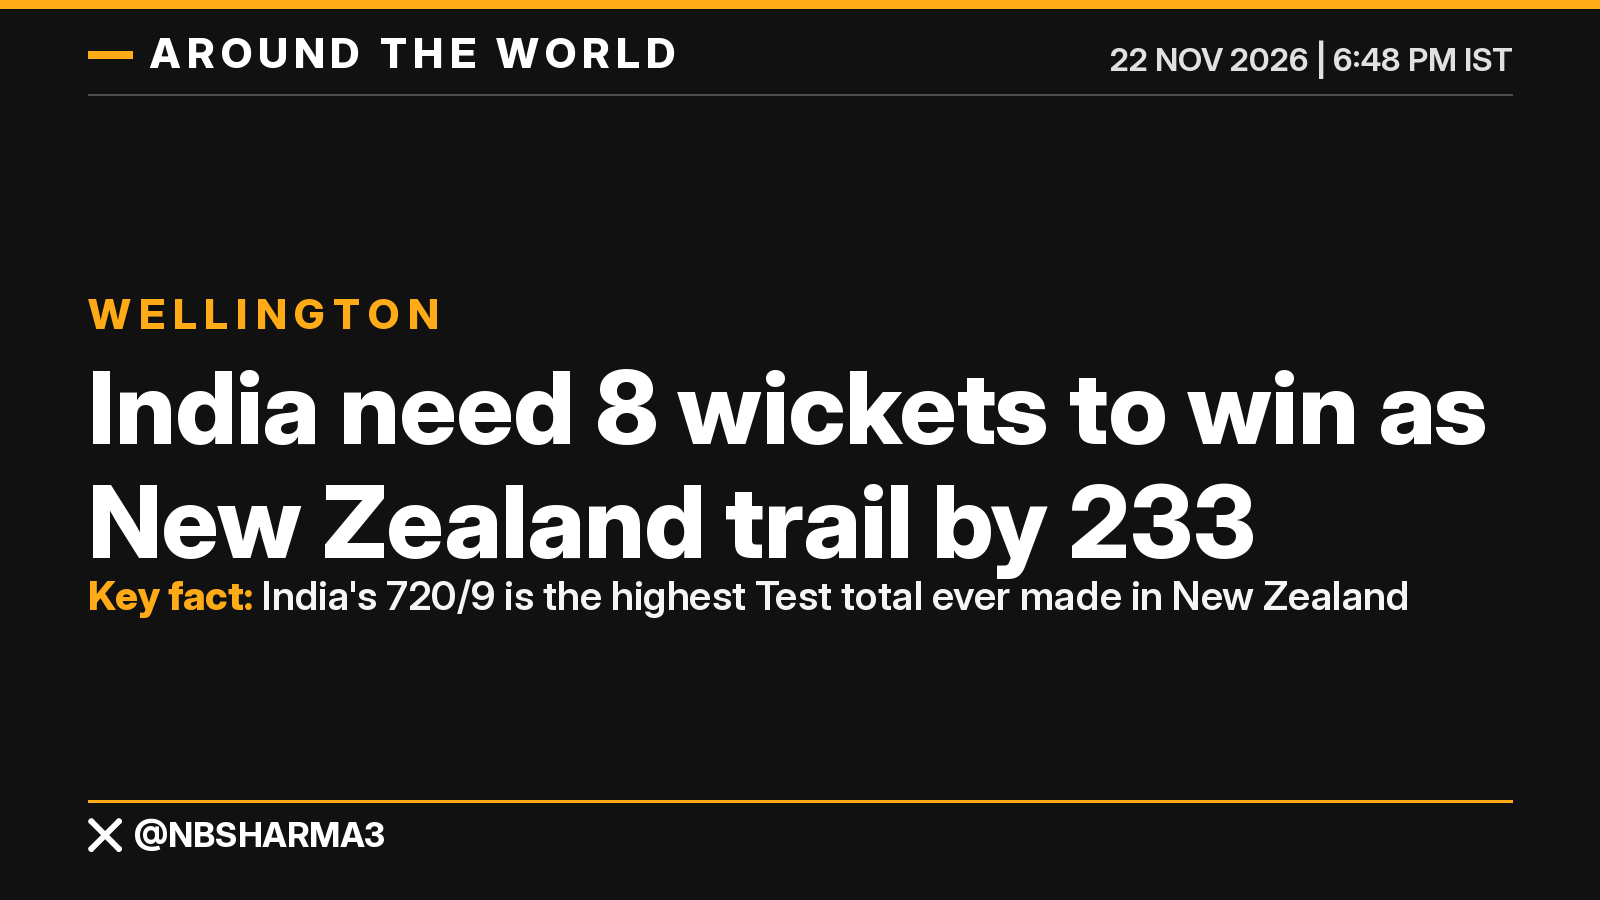 AROUND THE WORLD
22 NOV 2026 | 6:48 PM IST
WELLINGTON
India need 8 wickets to win as
New Zealand trail by 233
Key fact: India's 720/9 is the highest Test total ever made in New Zealand
@NBSHARMA3